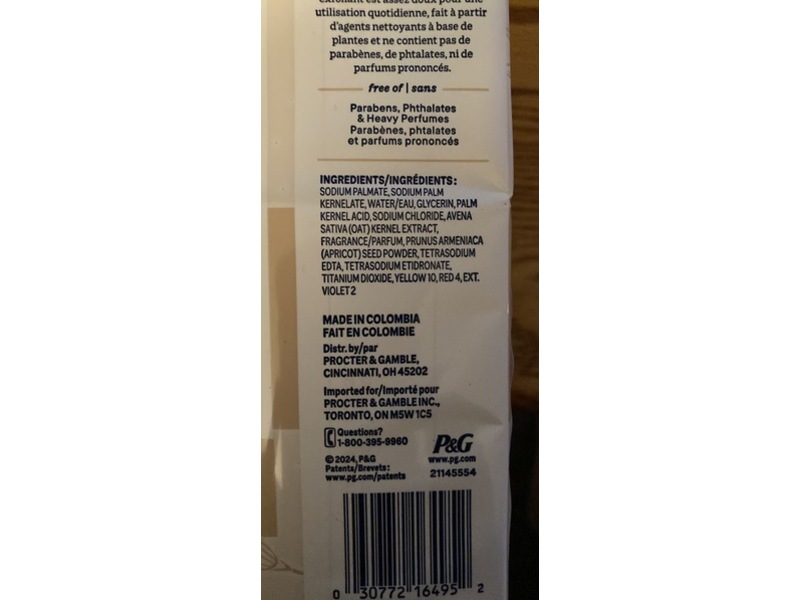 exfoliant est assez doux pour une
utilisation quotidienne, fait à partir
d'agents nettoyants à base de
plantes et ne contient pas de
parabènes, de phtalates, ni de
parfums prononcés.
free of | sans
Parabens, Phthalates
& Heavy Perfumes
Parabènes, phtalates
et parfums prononcés
INGREDIENTS/INGRÉDIENTS:
SODIUM PALMATE, SODIUM PALM
KERNELATE, WATER/EAU, GLYCERIN, PALM
KERNEL ACID, SODIUM CHLORIDE, AVENA
SATIVA (OAT) KERNEL EXTRACT,
FRAGRANCE/PARFUM, PRUNUS ARMENIACA
(APRICOT) SEED POWDER, TETRASODIUM
EDTA, TETRASODIUM ETIDRONATE,
TITANIUM DIOXIDE, YELLOW 10, RED 4, EXT.
VIOLET 2
MADE IN COLOMBIA
FAIT EN COLOMBIE
Distr. by/par
PROCTER & GAMBLE,
CINCINNATI, OH 45202
Imported for/Importé pour
PROCTER & GAMBLE INC.,
TORONTO, ON M5W 1C5
Questions?
1-800-395-9960
P&G
www.pg.com
©2024, P&G
Patents/Brevets:
www.pg.com/patents
21145554
0 30772 16495 2